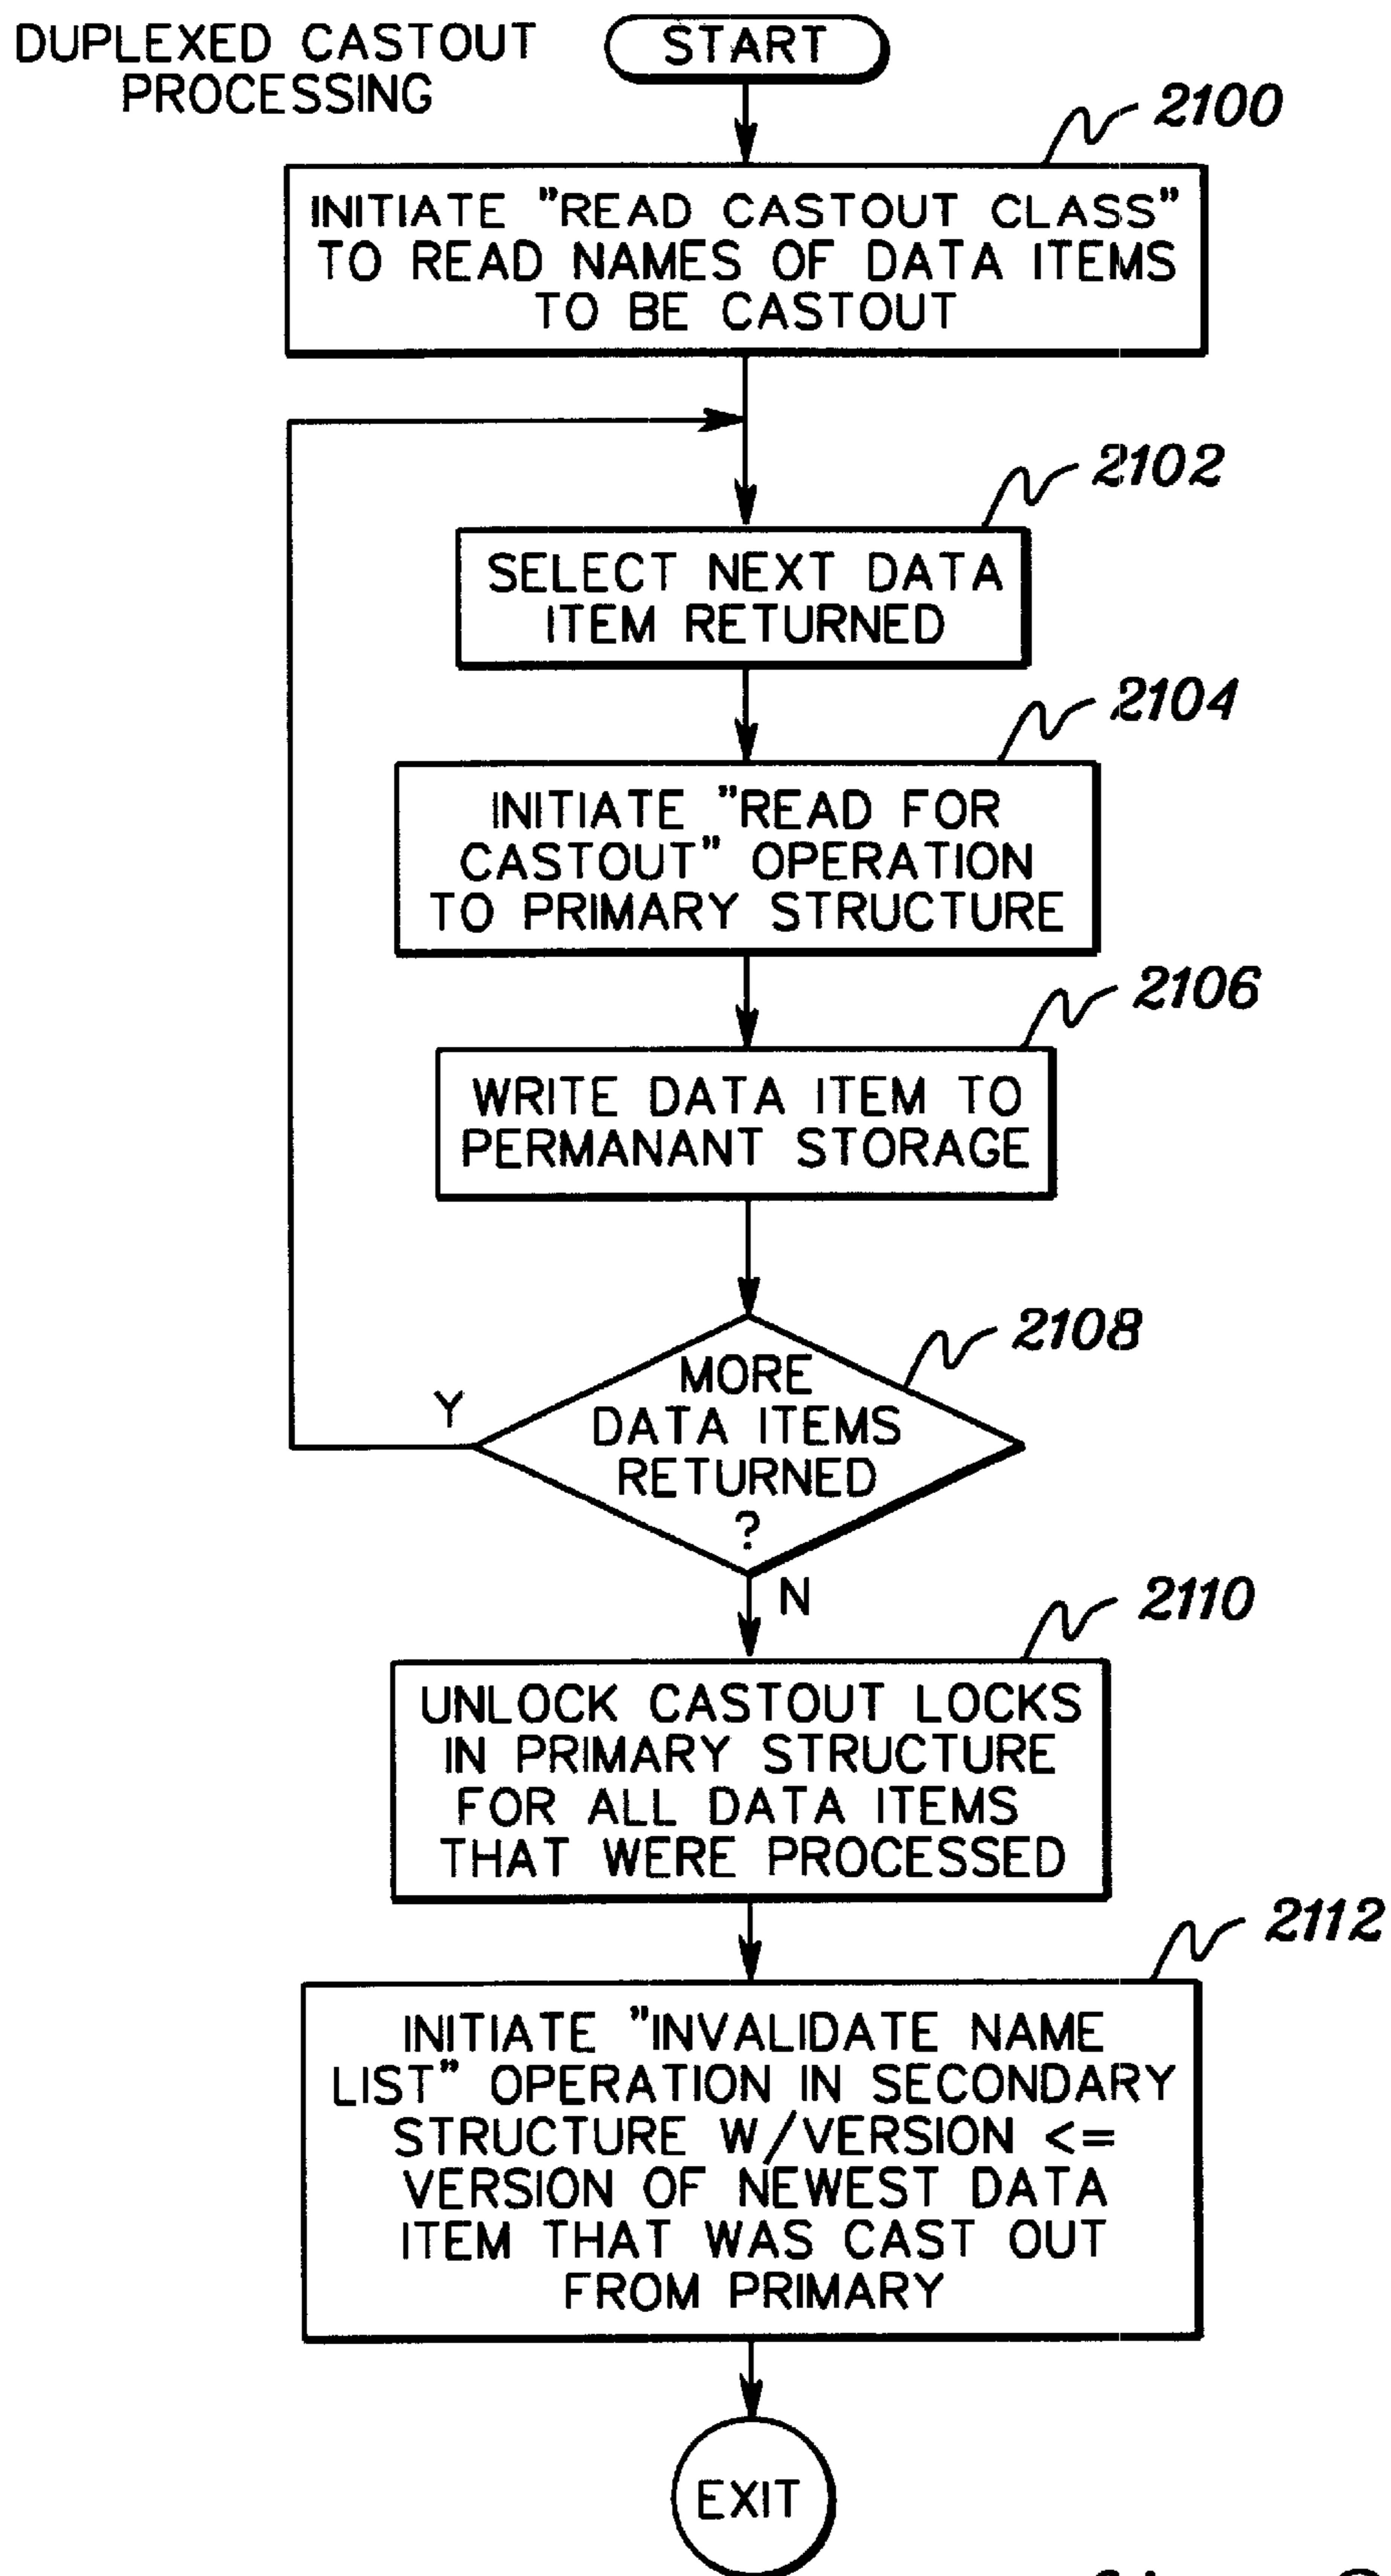 DUPLEXED CASTOUT
PROCESSING
START
2100
INITIATE "READ CASTOUT CLASS"
TO READ NAMES OF DATA ITEMS
TO BE CASTOUT
2102
SELECT NEXT DATA
ITEM RETURNED
2104
INITIATE "READ FOR
CASTOUT" OPERATION
TO PRIMARY STRUCTURE
2106
WRITE DATA ITEM TO
PERMANANT STORAGE
2108
MORE
DATA ITEMS
RETURNED
?
Y
N
2110
UNLOCK CASTOUT LOCKS
IN PRIMARY STRUCTURE
FOR ALL DATA ITEMS
THAT WERE PROCESSED
2112
INITIATE "INVALIDATE NAME
LIST" OPERATION IN SECONDARY
STRUCTURE W/VERSION <=
VERSION OF NEWEST DATA
ITEM THAT WAS CAST OUT
FROM PRIMARY
EXIT